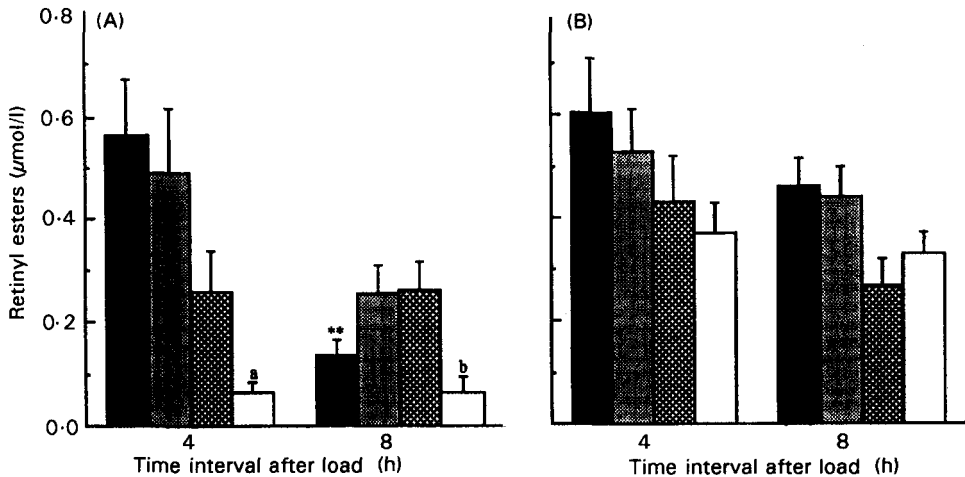 0·8
(A)
(B)
0·6
0·4
0·2
0·0
Retinyl esters (µmol/l)
a
**
b
4
8
4
8
Time interval after load (h)
Time interval after load (h)